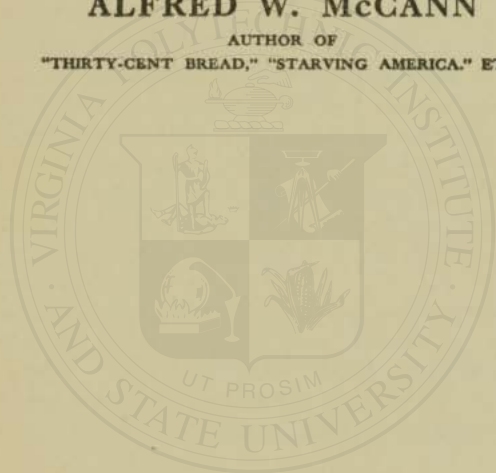 ALFRED W. McCANN
AUTHOR OF
"THIRTY-CENT BREAD," "STARVING AMERICA." ET
VIRGINIA POLYTECHNIC INSTITUTE
AND STATE UNIVERSITY
UT PROSIM